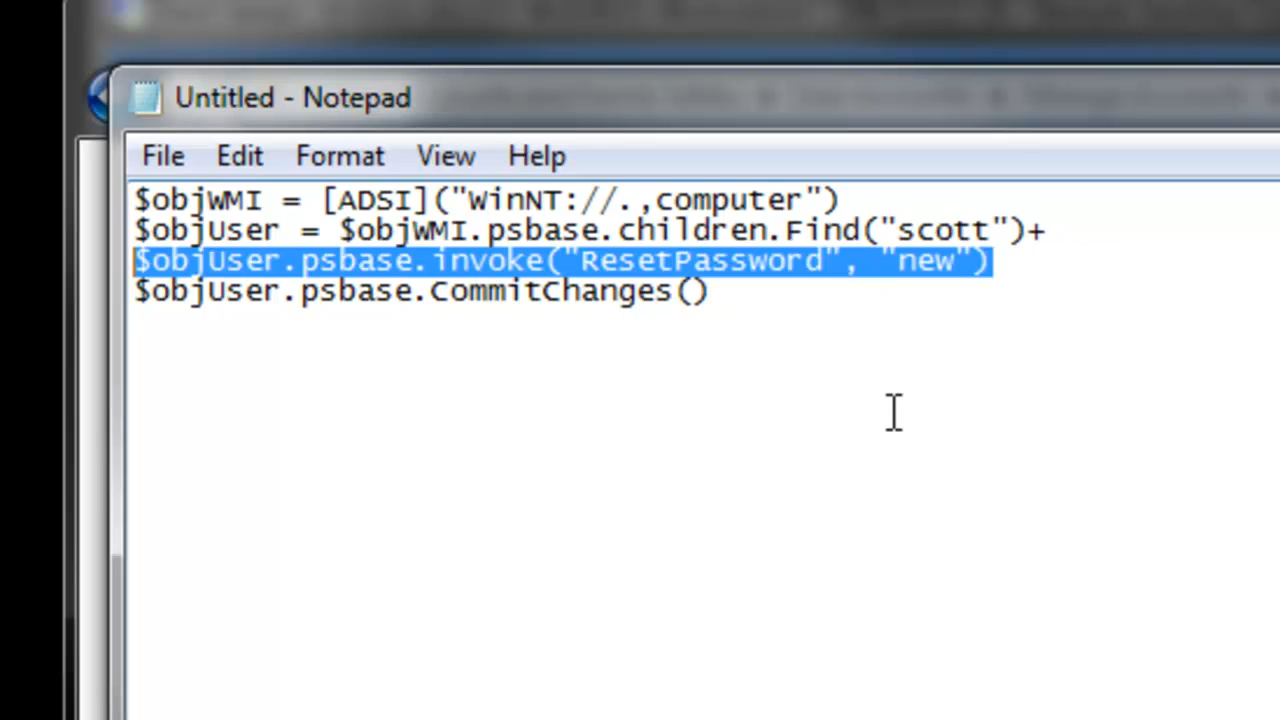 Untitled - Notepad
File Edit Format View Help
$objWMI = [ADSI]("WinNT://.,computer")
$objUser = $objWMI.psbase.children.Find("scott")+
$objUser.psbase.invoke("ResetPassword", "new")
$objUser.psbase.CommitChanges()